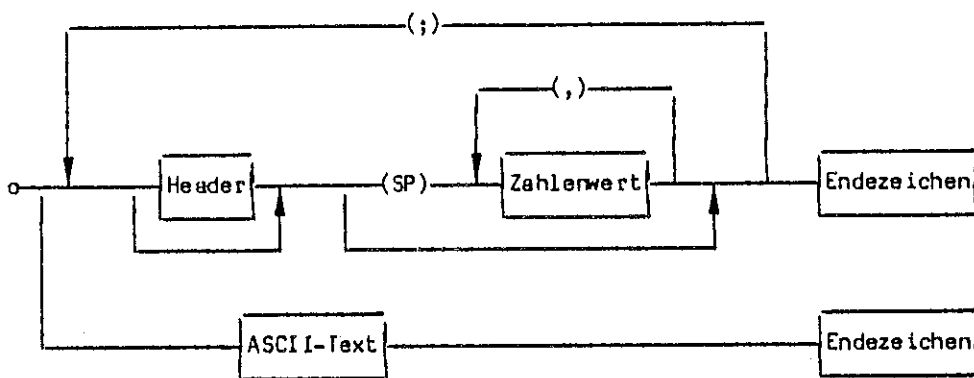 (;)
(,)
Header
(SP)
Zahlenwert
Endezeichen
ASCII-Text
Endezeichen